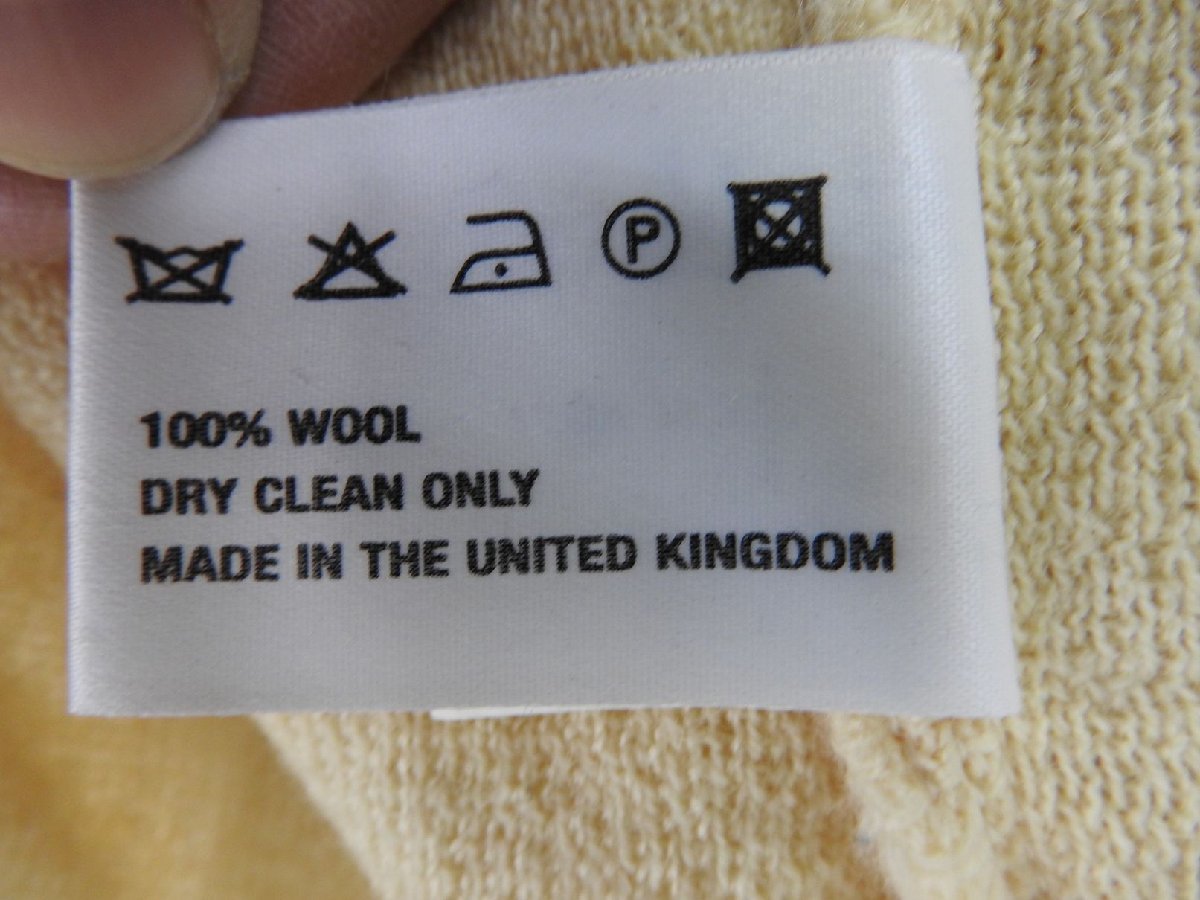 P
100% WOOL
DRY CLEAN ONLY
MADE IN THE UNITED KINGDOM